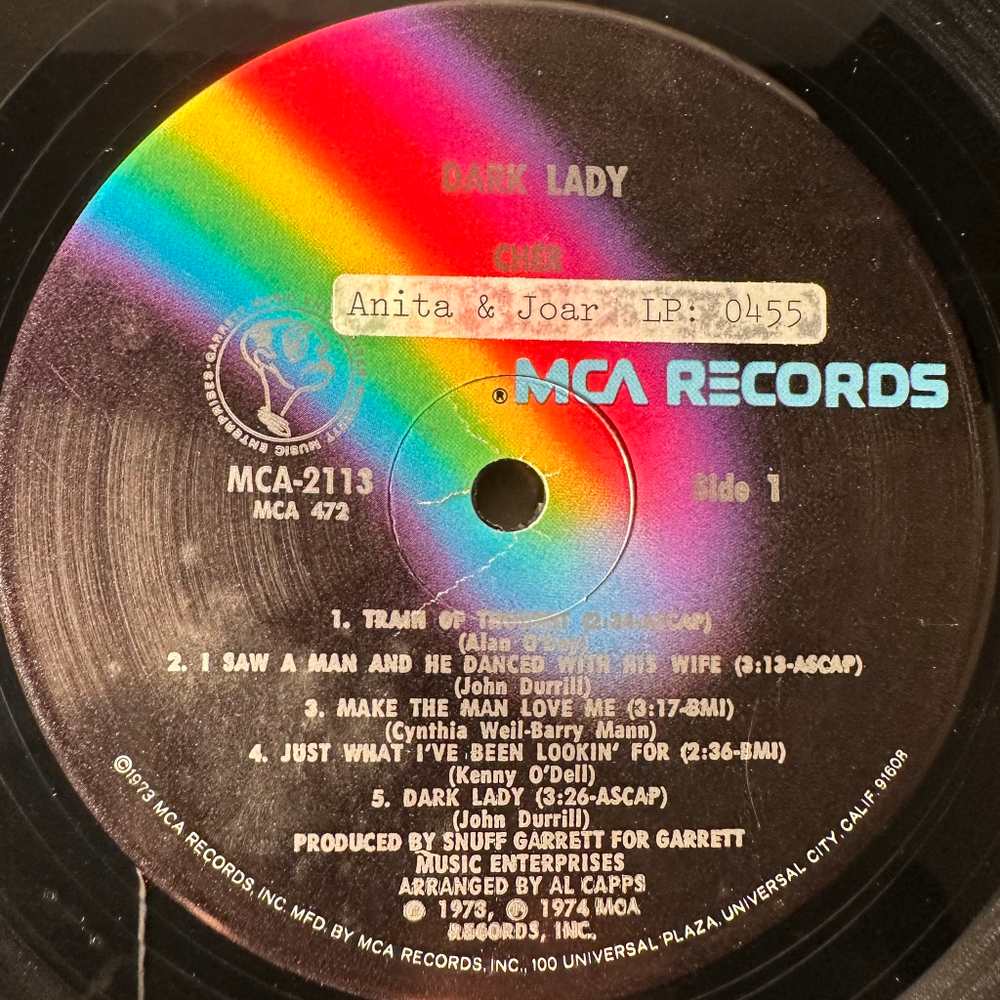 DARK LADY
CHER
Anita & Joar LP: 0455
® MCA RECORDS
MCA-2113
MCA 472
Side 1
1. TRAIN OF THOUGHT (2:34-ASCAP)
(Alan O'Day)
2. I SAW A MAN AND HE DANCED WITH HIS WIFE (3:13-ASCAP)
(John Durrill)
3. MAKE THE MAN LOVE ME (3:17-BMI)
(Cynthia Weil-Barry Mann)
4. JUST WHAT I'VE BEEN LOOKIN' FOR (2:36-BMI)
(Kenny O'Dell)
5. DARK LADY (3:26-ASCAP)
(John Durrill)
PRODUCED BY SNUFF GARRETT FOR GARRETT
MUSIC ENTERPRISES
ARRANGED BY AL CAPPS
℗ 1973, ℗ 1974 MCA
RECORDS, INC.
©1973 MCA RECORDS, INC. MFD. BY MCA RECORDS, INC., 100 UNIVERSAL PLAZA, UNIVERSAL CITY, CALIF. 91608